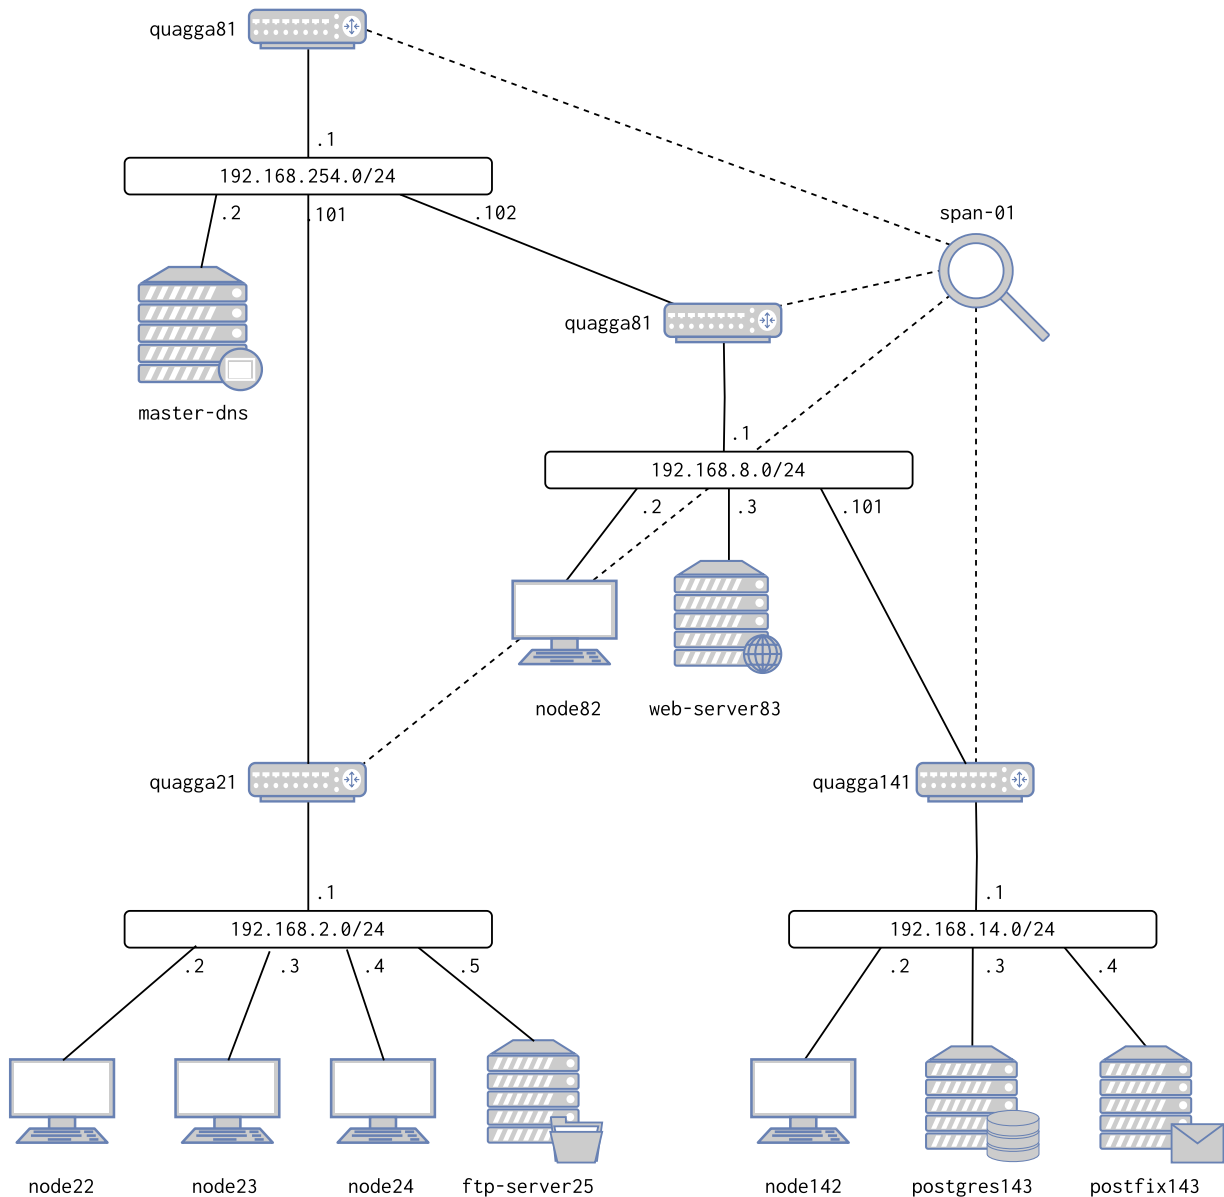 quagga81
.1
192.168.254.0/24
.2
.101
.102
span-01
quagga81
master-dns
.1
192.168.8.0/24
.2
.3
.101
node82
web-server83
quagga21
quagga141
.1
.1
192.168.2.0/24
192.168.14.0/24
.2
.3
.4
.5
.2
.3
.4
node22
node23
node24
ftp-server25
node142
postgres143
postfix143